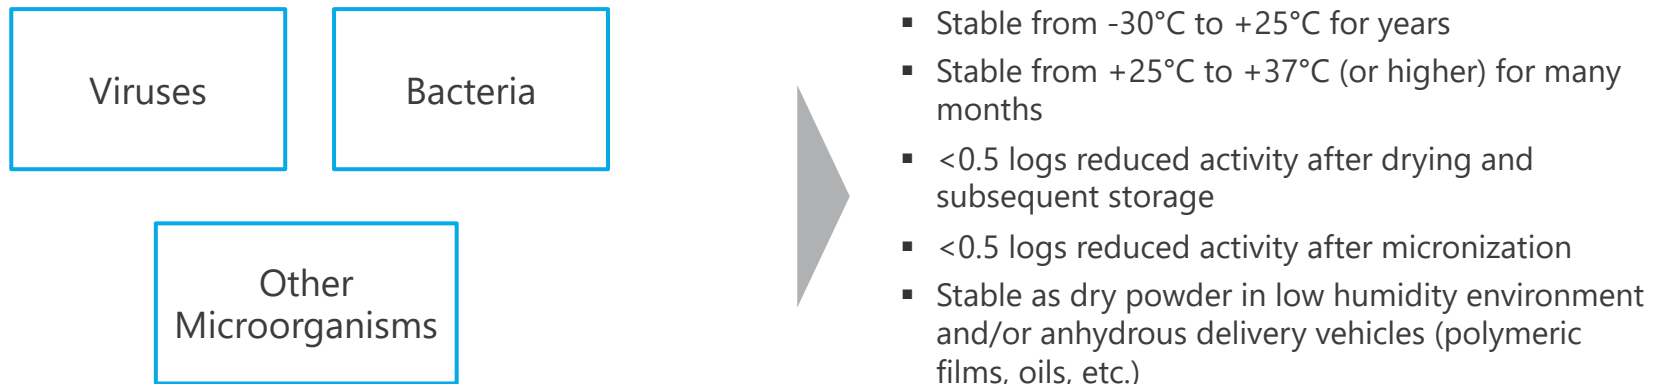 Viruses
Bacteria
Other
Microorganisms
▪ Stable from -30°C to +25°C for years
▪ Stable from +25°C to +37°C (or higher) for many
months
▪ <0.5 logs reduced activity after drying and
subsequent storage
▪ <0.5 logs reduced activity after micronization
▪ Stable as dry powder in low humidity environment
and/or anhydrous delivery vehicles (polymeric
films, oils, etc.)